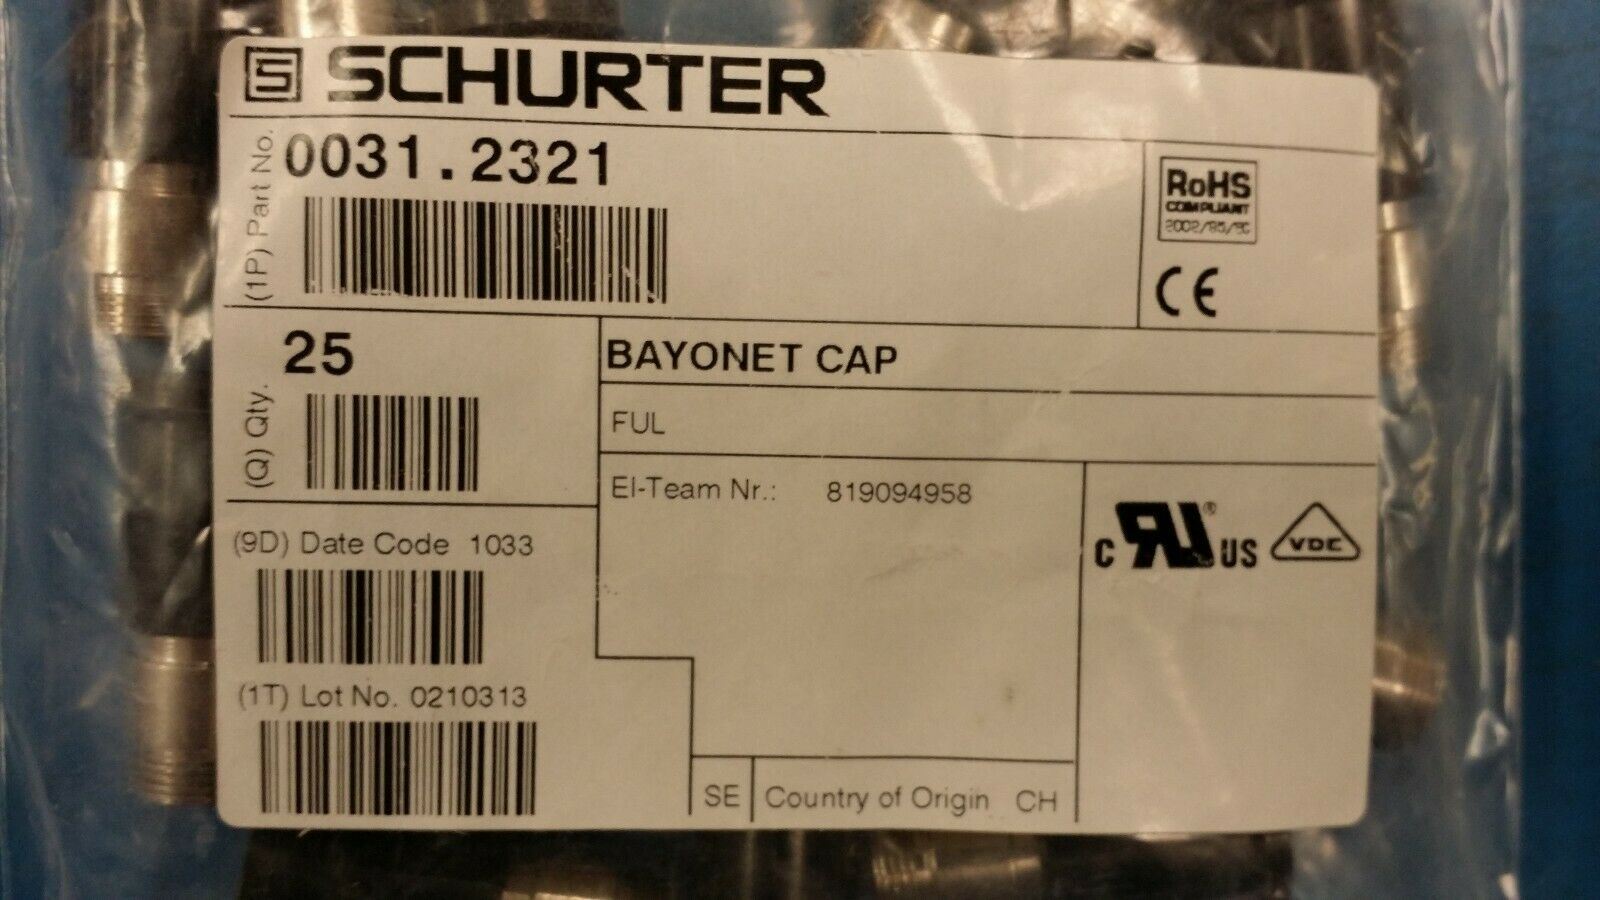 S SCHURTER
(1P) Part No. 0031.2321
RoHS
COMPLIANT
2002/95/EC
CE
(Q) Qty. 25
BAYONET CAP
FUL
EI-Team Nr.: 819094958
(9D) Date Code 1033
C RU® US VDE
(1T) Lot No. 0210313
SE Country of Origin CH